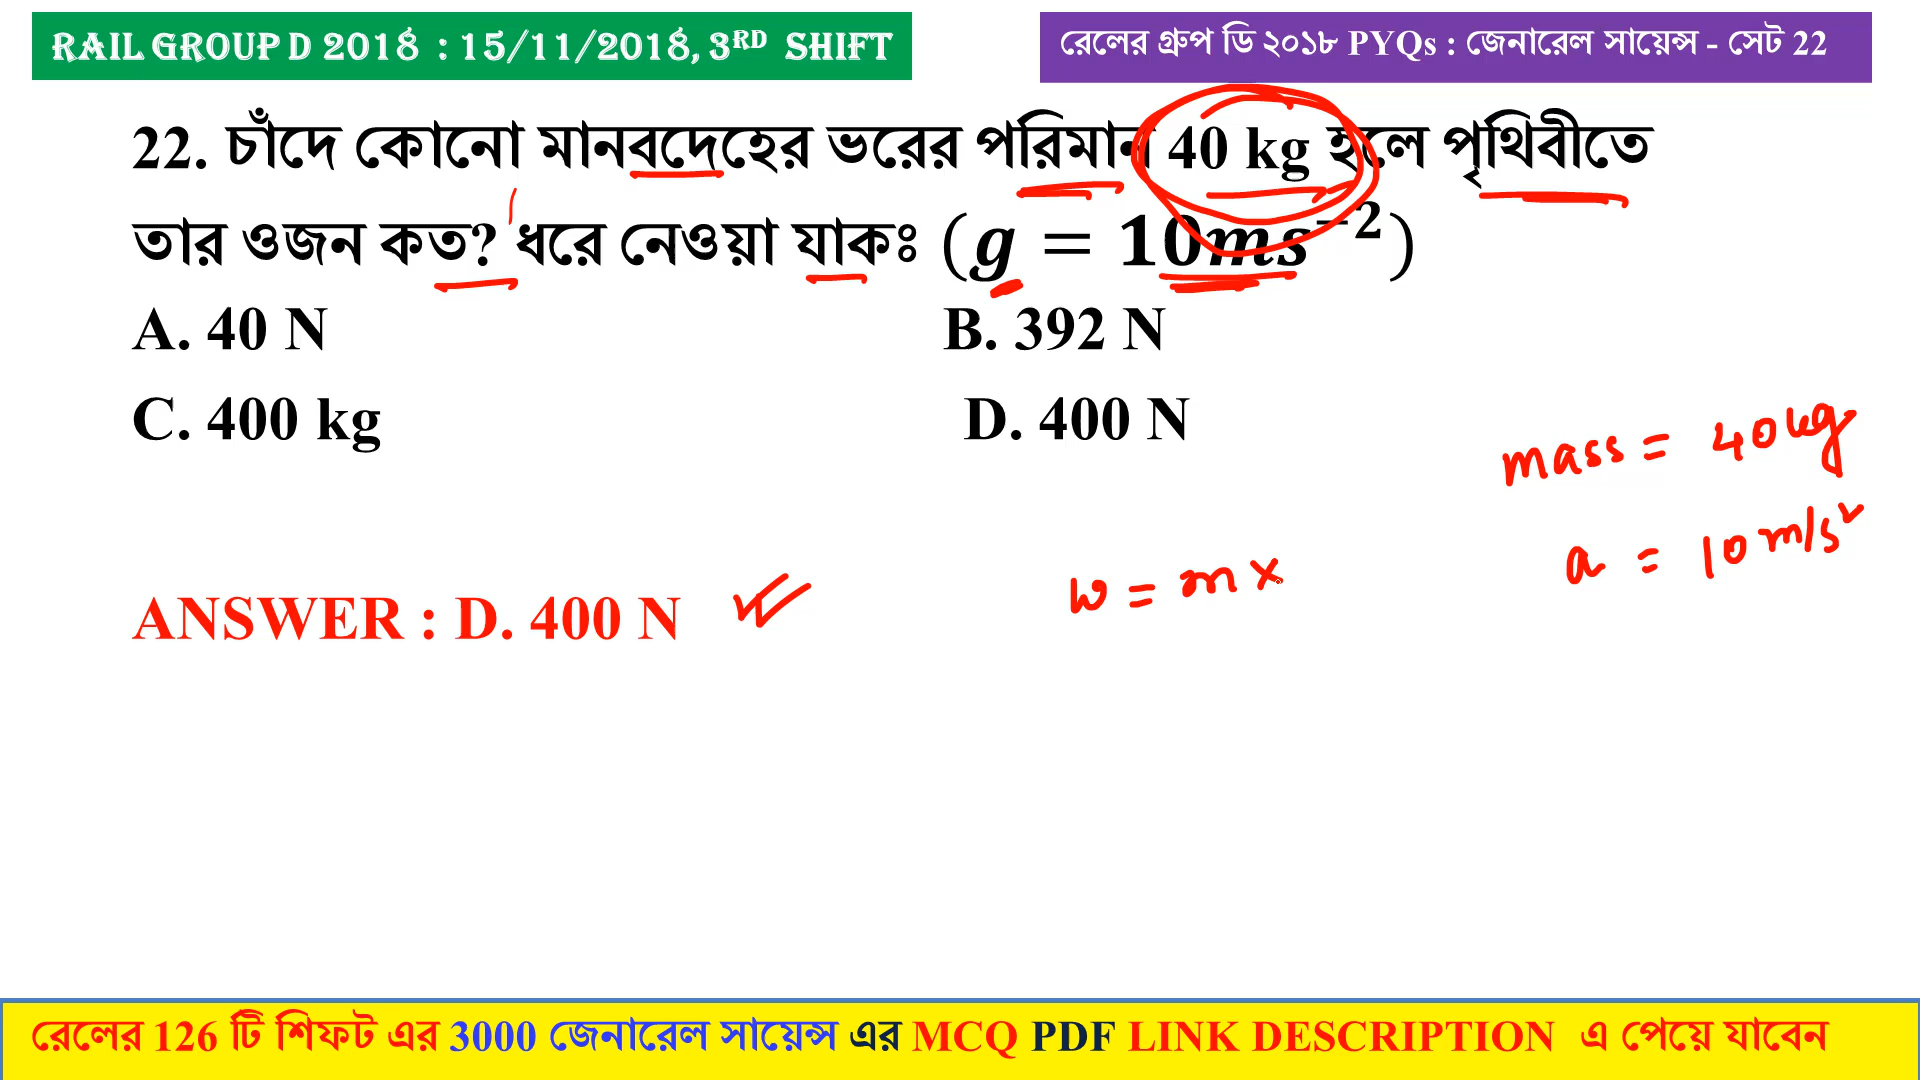 RAIL GROUP D 2018 : 15/11/2018, 3RD SHIFT
রেলের গ্রুপ ডি ২০১৮ PYQs : জেনারেল সায়েন্স - সেট 22
22. চাঁদে কোনো মানবদেহের ভরের পরিমান 40 kg হলে পৃথিবীতে
তার ওজন কত? ধরে নেওয়া যাকঃ (g = 10ms⁻²)
A. 40 N B. 392 N
C. 400 kg D. 400 N
mass = 40kg
a = 10 m/s²
w = m ×
ANSWER : D. 400 N
রেলের 126 টি শিফট এর 3000 জেনারেল সায়েন্স এর MCQ PDF LINK DESCRIPTION এ পেয়ে যাবেন